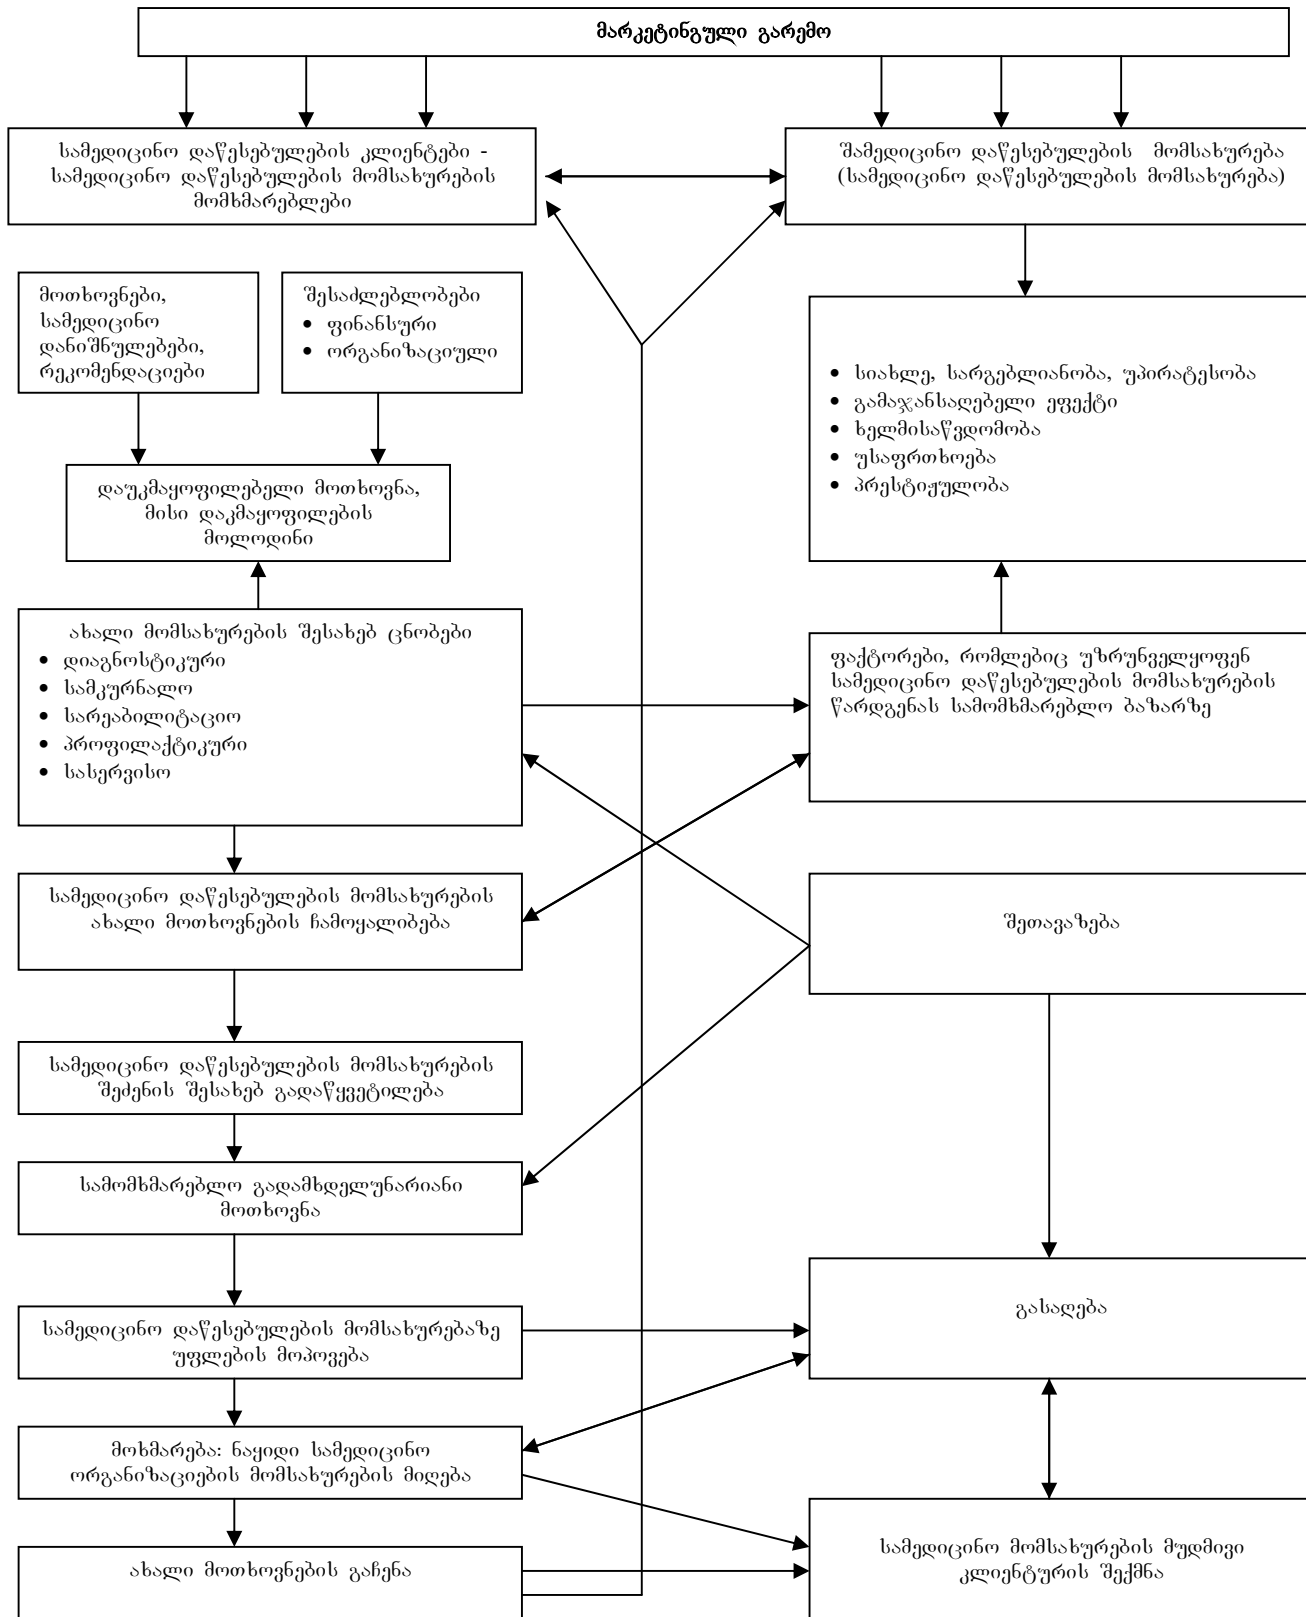 მარკეტინგული გარემო
სამედიცინო დაწესებულების კლიენტები -
სამედიცინო დაწესებულების მომსახურების
მომხმარებლები
შამედიცინო დაწესებულების მომსახურება
(სამედიცინო დაწესებულების მომსახურება)
მოთხოვნები,
სამედიცინო
დანიშნულებები,
რეკომენდაციები
შესაძლებლობები
• ფინანსური
• ორგანიზაციული
• სიახლე, სარგებლიანობა, უპირატესობა
• გამაჯანსაღებელი ეფექტი
• ხელმისაწვდომობა
• უსაფრთხოება
• პრესტიჟულობა
დაუკმაყოფილებელი მოთხოვნა,
მისი დაკმაყოფილების
მოლოდინი
ახალი მომსახურების შესახებ ცნობები
• დიაგნოსტიკური
• სამკურნალო
• სარეაბილიტაციო
• პროფილაქტიკური
• სასერვისო
ფაქტორები, რომლებიც უზრუნველყოფენ
სამედიცინო დაწესებულების მომსახურების
წარდგენას სამომხმარებლო ბაზარზე
სამედიცინო დაწესებულების მომსახურების
ახალი მოთხოვნების ჩამოყალიბება
შეთავაზება
სამედიცინო დაწესებულების მომსახურების
შეძენის შესახებ გადაწყვეტილება
სამომხმარებლო გადამხდელუნარიანი
მოთხოვნა
გასაღება
სამედიცინო დაწესებულების მომსახურებაზე
უფლების მოპოვება
მოხმარება: ნაყიდი სამედიცინო
ორგანიზაციების მომსახურების მიღება
სამედიცინო მომსახურების მუდმივი
კლიენტურის შექმნა
ახალი მოთხოვნების გაჩენა